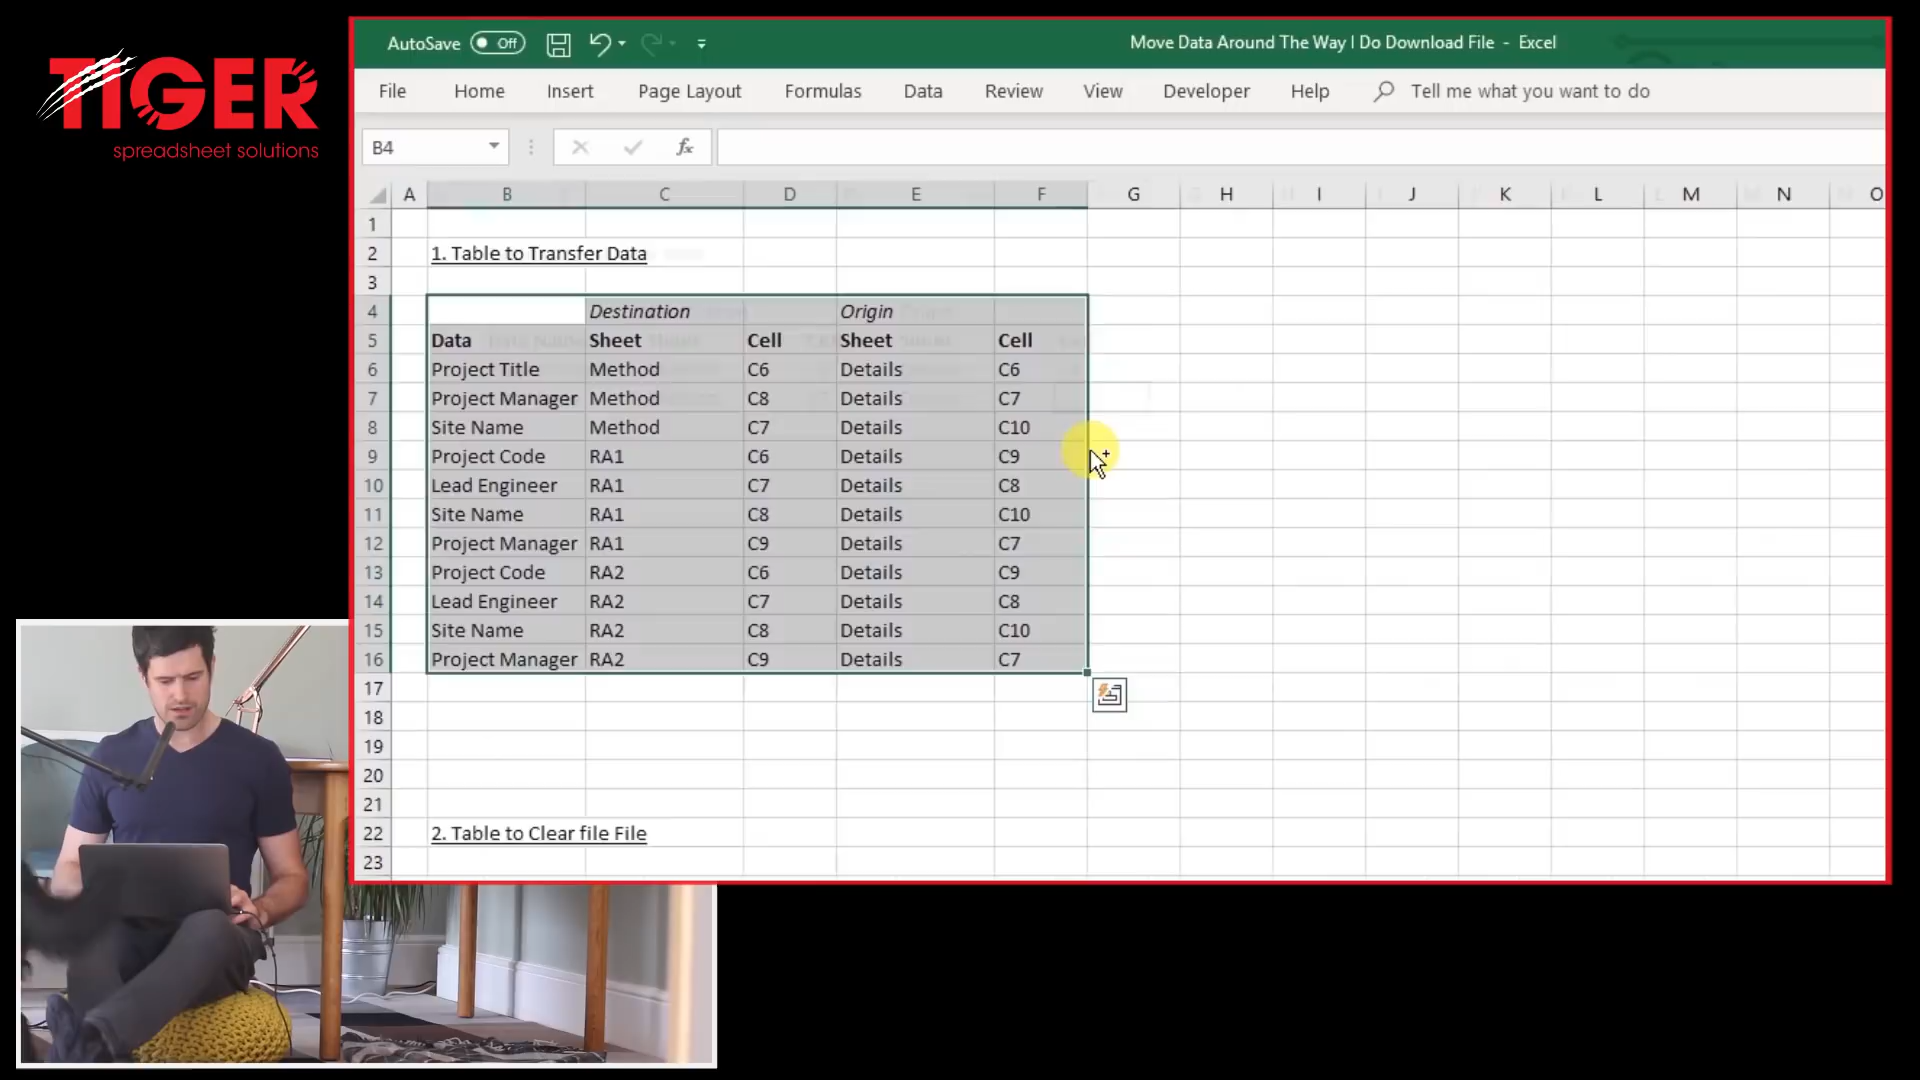 TIGER
spreadsheet solutions
AutoSave Off
Move Data Around The Way I Do Download File - Excel
File Home Insert Page Layout Formulas Data Review View Developer Help Tell me what you want to do
B4 fx
A B C D E F G H I J K L M N O
1
2 1. Table to Transfer Data
3
4 Destination Origin
5 Data Sheet Cell Sheet Cell
6 Project Title Method C6 Details C6
7 Project Manager Method C8 Details C7
8 Site Name Method C7 Details C10
9 Project Code RA1 C6 Details C9
10 Lead Engineer RA1 C7 Details C8
11 Site Name RA1 C8 Details C10
12 Project Manager RA1 C9 Details C7
13 Project Code RA2 C6 Details C9
14 Lead Engineer RA2 C7 Details C8
15 Site Name RA2 C8 Details C10
16 Project Manager RA2 C9 Details C7
17
18
19
20
21
22 2. Table to Clear file File
23